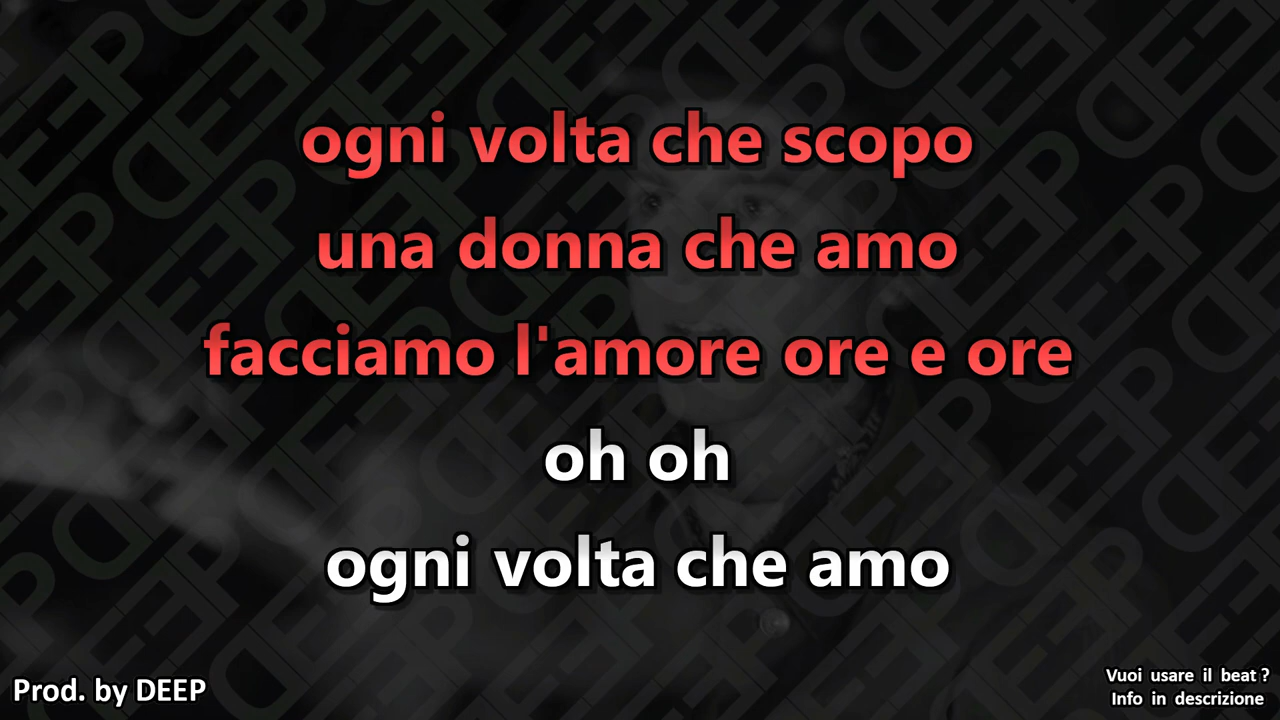 ogni volta che scopo
una donna che amo
facciamo l'amore ore e ore
oh oh
ogni volta che amo
Prod. by DEEP
Vuoi usare il beat ?
Info in descrizione